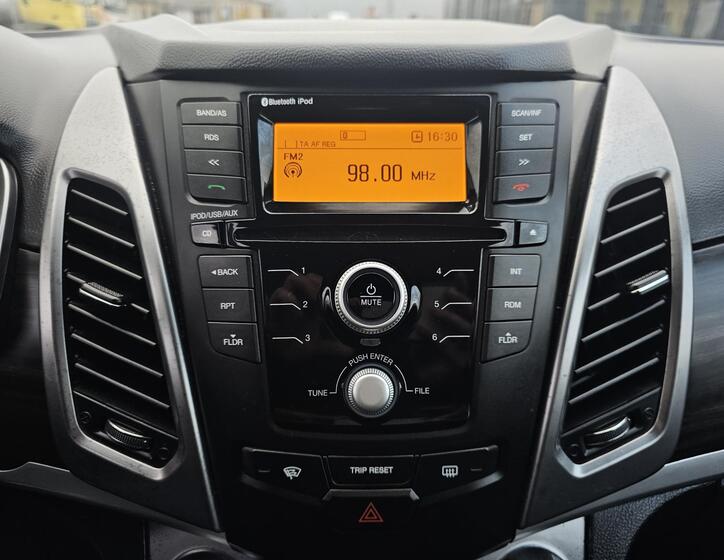 Bluetooth iPod
BAND/AS
SCAN/INF
RDS
SET
<<
>>
0
TA AF REG
16:30
FM2
98.00 MHz
IPOD/USB/AUX
CD
◂BACK
1
4
INT
RPT
2
MUTE
5
RDM
FLDR
3
6
FLDR
PUSH ENTER
TUNE
FILE
TRIP RESET